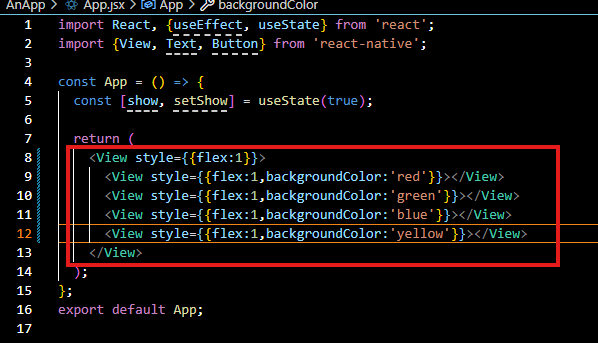 AnApp > App.jsx > App > backgroundColor
1 import React, {useEffect, useState} from 'react';
2 import {View, Text, Button} from 'react-native';
3
4 const App = () => {
5 const [show, setShow] = useState(true);
6
7 return (
8 <View style={{flex:1}}>
9 <View style={{flex:1,backgroundColor:'red'}}></View>
10 <View style={{flex:1,backgroundColor:'green'}}></View>
11 <View style={{flex:1,backgroundColor:'blue'}}></View>
12 <View style={{flex:1,backgroundColor:'yellow'}}></View>
13 </View>
14 );
15 };
16 export default App;
17